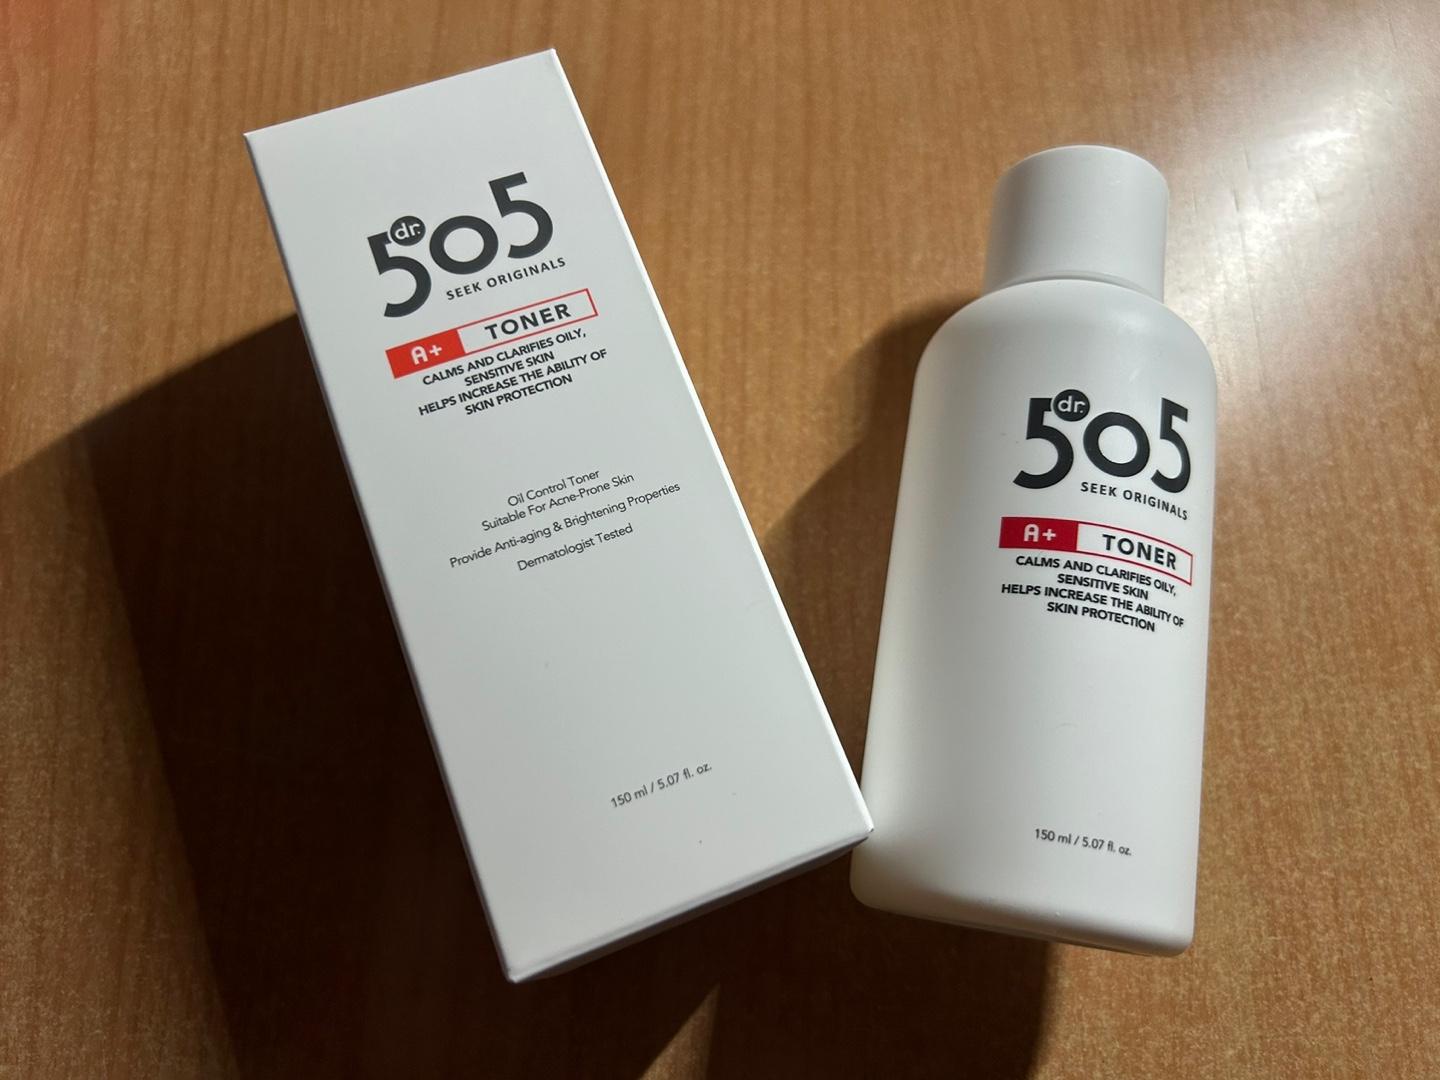 dr.
505
SEEK ORIGINALS
A+ TONER
CALMS AND CLARIFIES OILY,
SENSITIVE SKIN
HELPS INCREASE THE ABILITY OF
SKIN PROTECTION
Oil Control Toner
Suitable For Acne-Prone Skin
Provide Anti-aging & Brightening Properties
Dermatologist Tested
150 ml / 5.07 fl. oz.
dr.
505
SEEK ORIGINALS
A+ TONER
CALMS AND CLARIFIES OILY,
SENSITIVE SKIN
HELPS INCREASE THE ABILITY OF
SKIN PROTECTION
150 ml / 5.07 fl. oz.